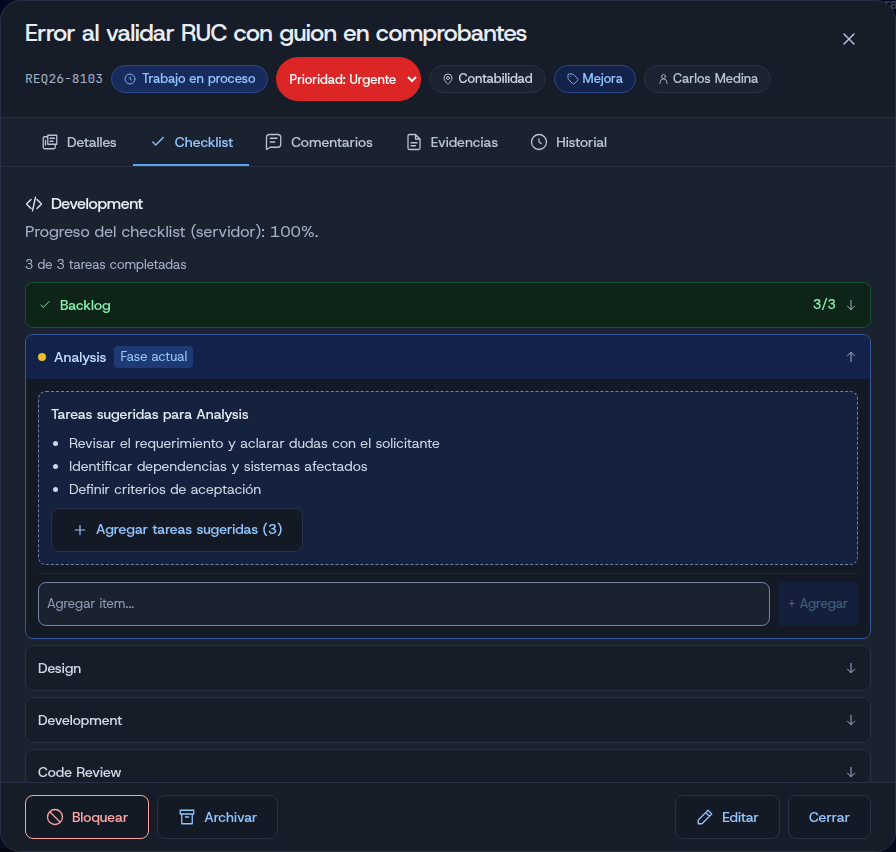 Error al validar RUC con guion en comprobantes
REQ26-8103 Trabajo en proceso Prioridad: Urgente Contabilidad Mejora Carlos Medina
Detalles Checklist Comentarios Evidencias Historial
Development
Progreso del checklist (servidor): 100%.
3 de 3 tareas completadas
Backlog 3/3
Analysis Fase actual
Tareas sugeridas para Analysis
• Revisar el requerimiento y aclarar dudas con el solicitante
• Identificar dependencias y sistemas afectados
• Definir criterios de aceptación
+ Agregar tareas sugeridas (3)
Agregar item... + Agregar
Design
Development
Code Review
Bloquear Archivar Editar Cerrar